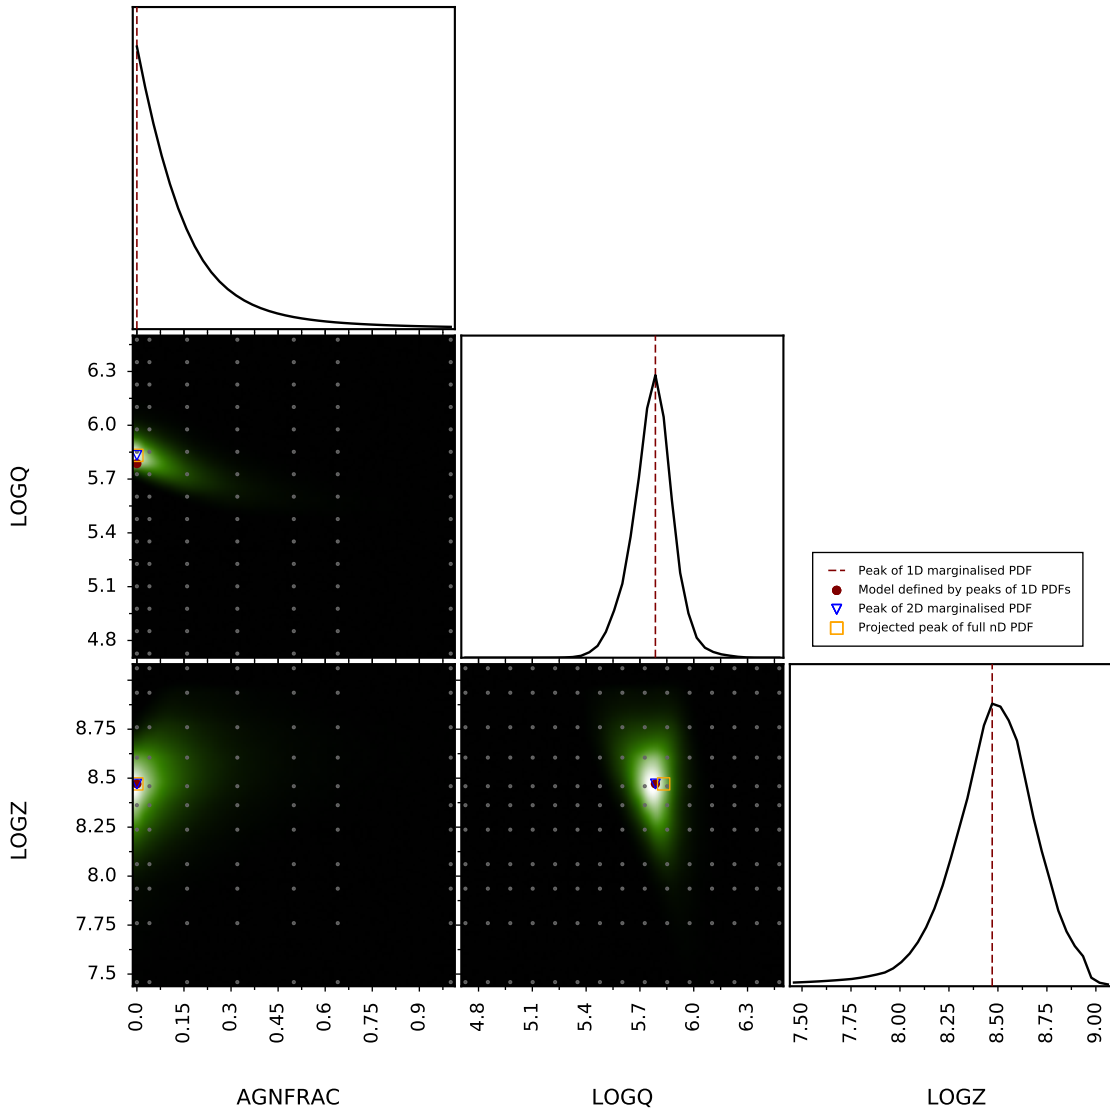 6.3
6.0
5.7
5.4
5.1
4.8
LOGQ
Peak of 1D marginalised PDF
Model defined by peaks of 1D PDFs
Peak of 2D marginalised PDF
Projected peak of full nD PDF
8.75
8.5
8.25
8.0
7.75
7.5
LOGZ
0.0 0.15 0.3 0.45 0.6 0.75 0.9
4.8 5.1 5.4 5.7 6.0 6.3
7.50 7.75 8.00 8.25 8.50 8.75 9.00
AGNFRAC
LOGQ
LOGZ